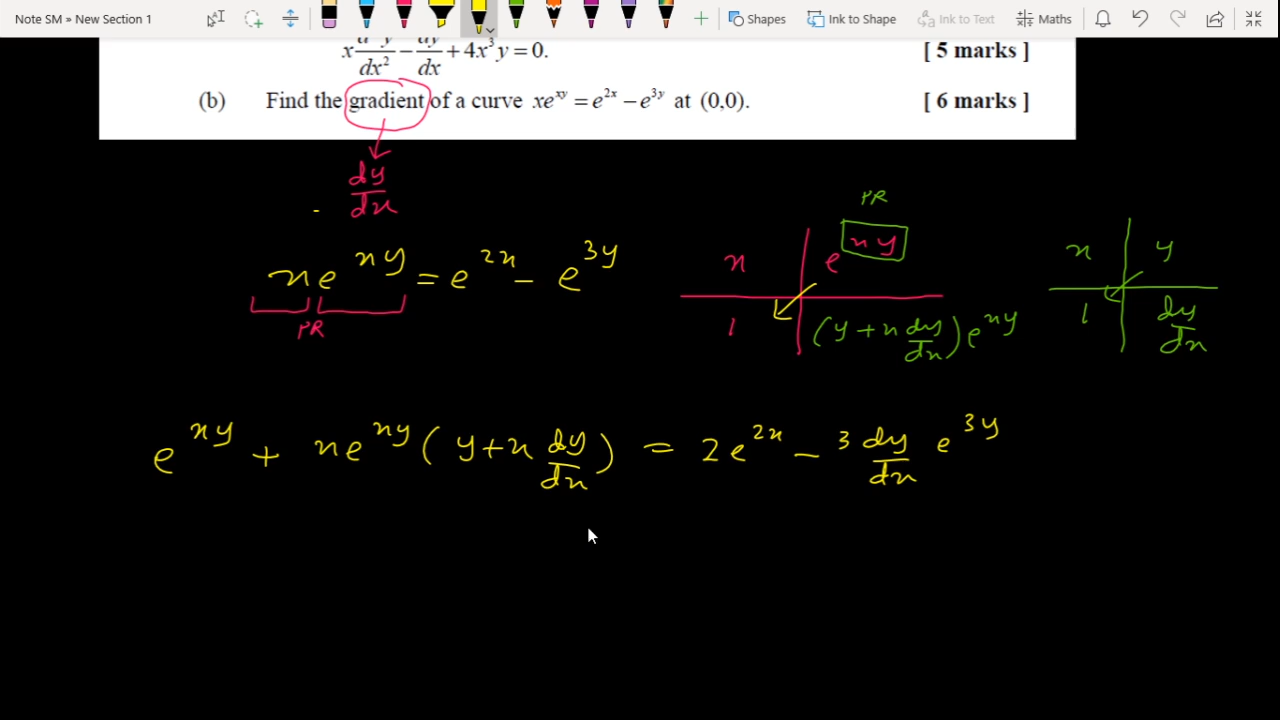 Note SM » New Section 1
Shapes
Ink to Shape
Ink to Text
Maths
x d²y/dx² − dy/dx + 4x³y = 0. [ 5 marks ]
(b) Find the gradient of a curve xe^{xy} = e^{2x} − e^{3y} at (0,0). [ 6 marks ]
dy/dx
xe^{xy} = e^{2x} − e^{3y}
PR
PR
x e^{xy}
1 (y + x dy/dx) e^{xy}
x y
1 dy/dx
e^{xy} + xe^{xy} (y + x dy/dx) = 2e^{2x} − 3 dy/dx e^{3y}